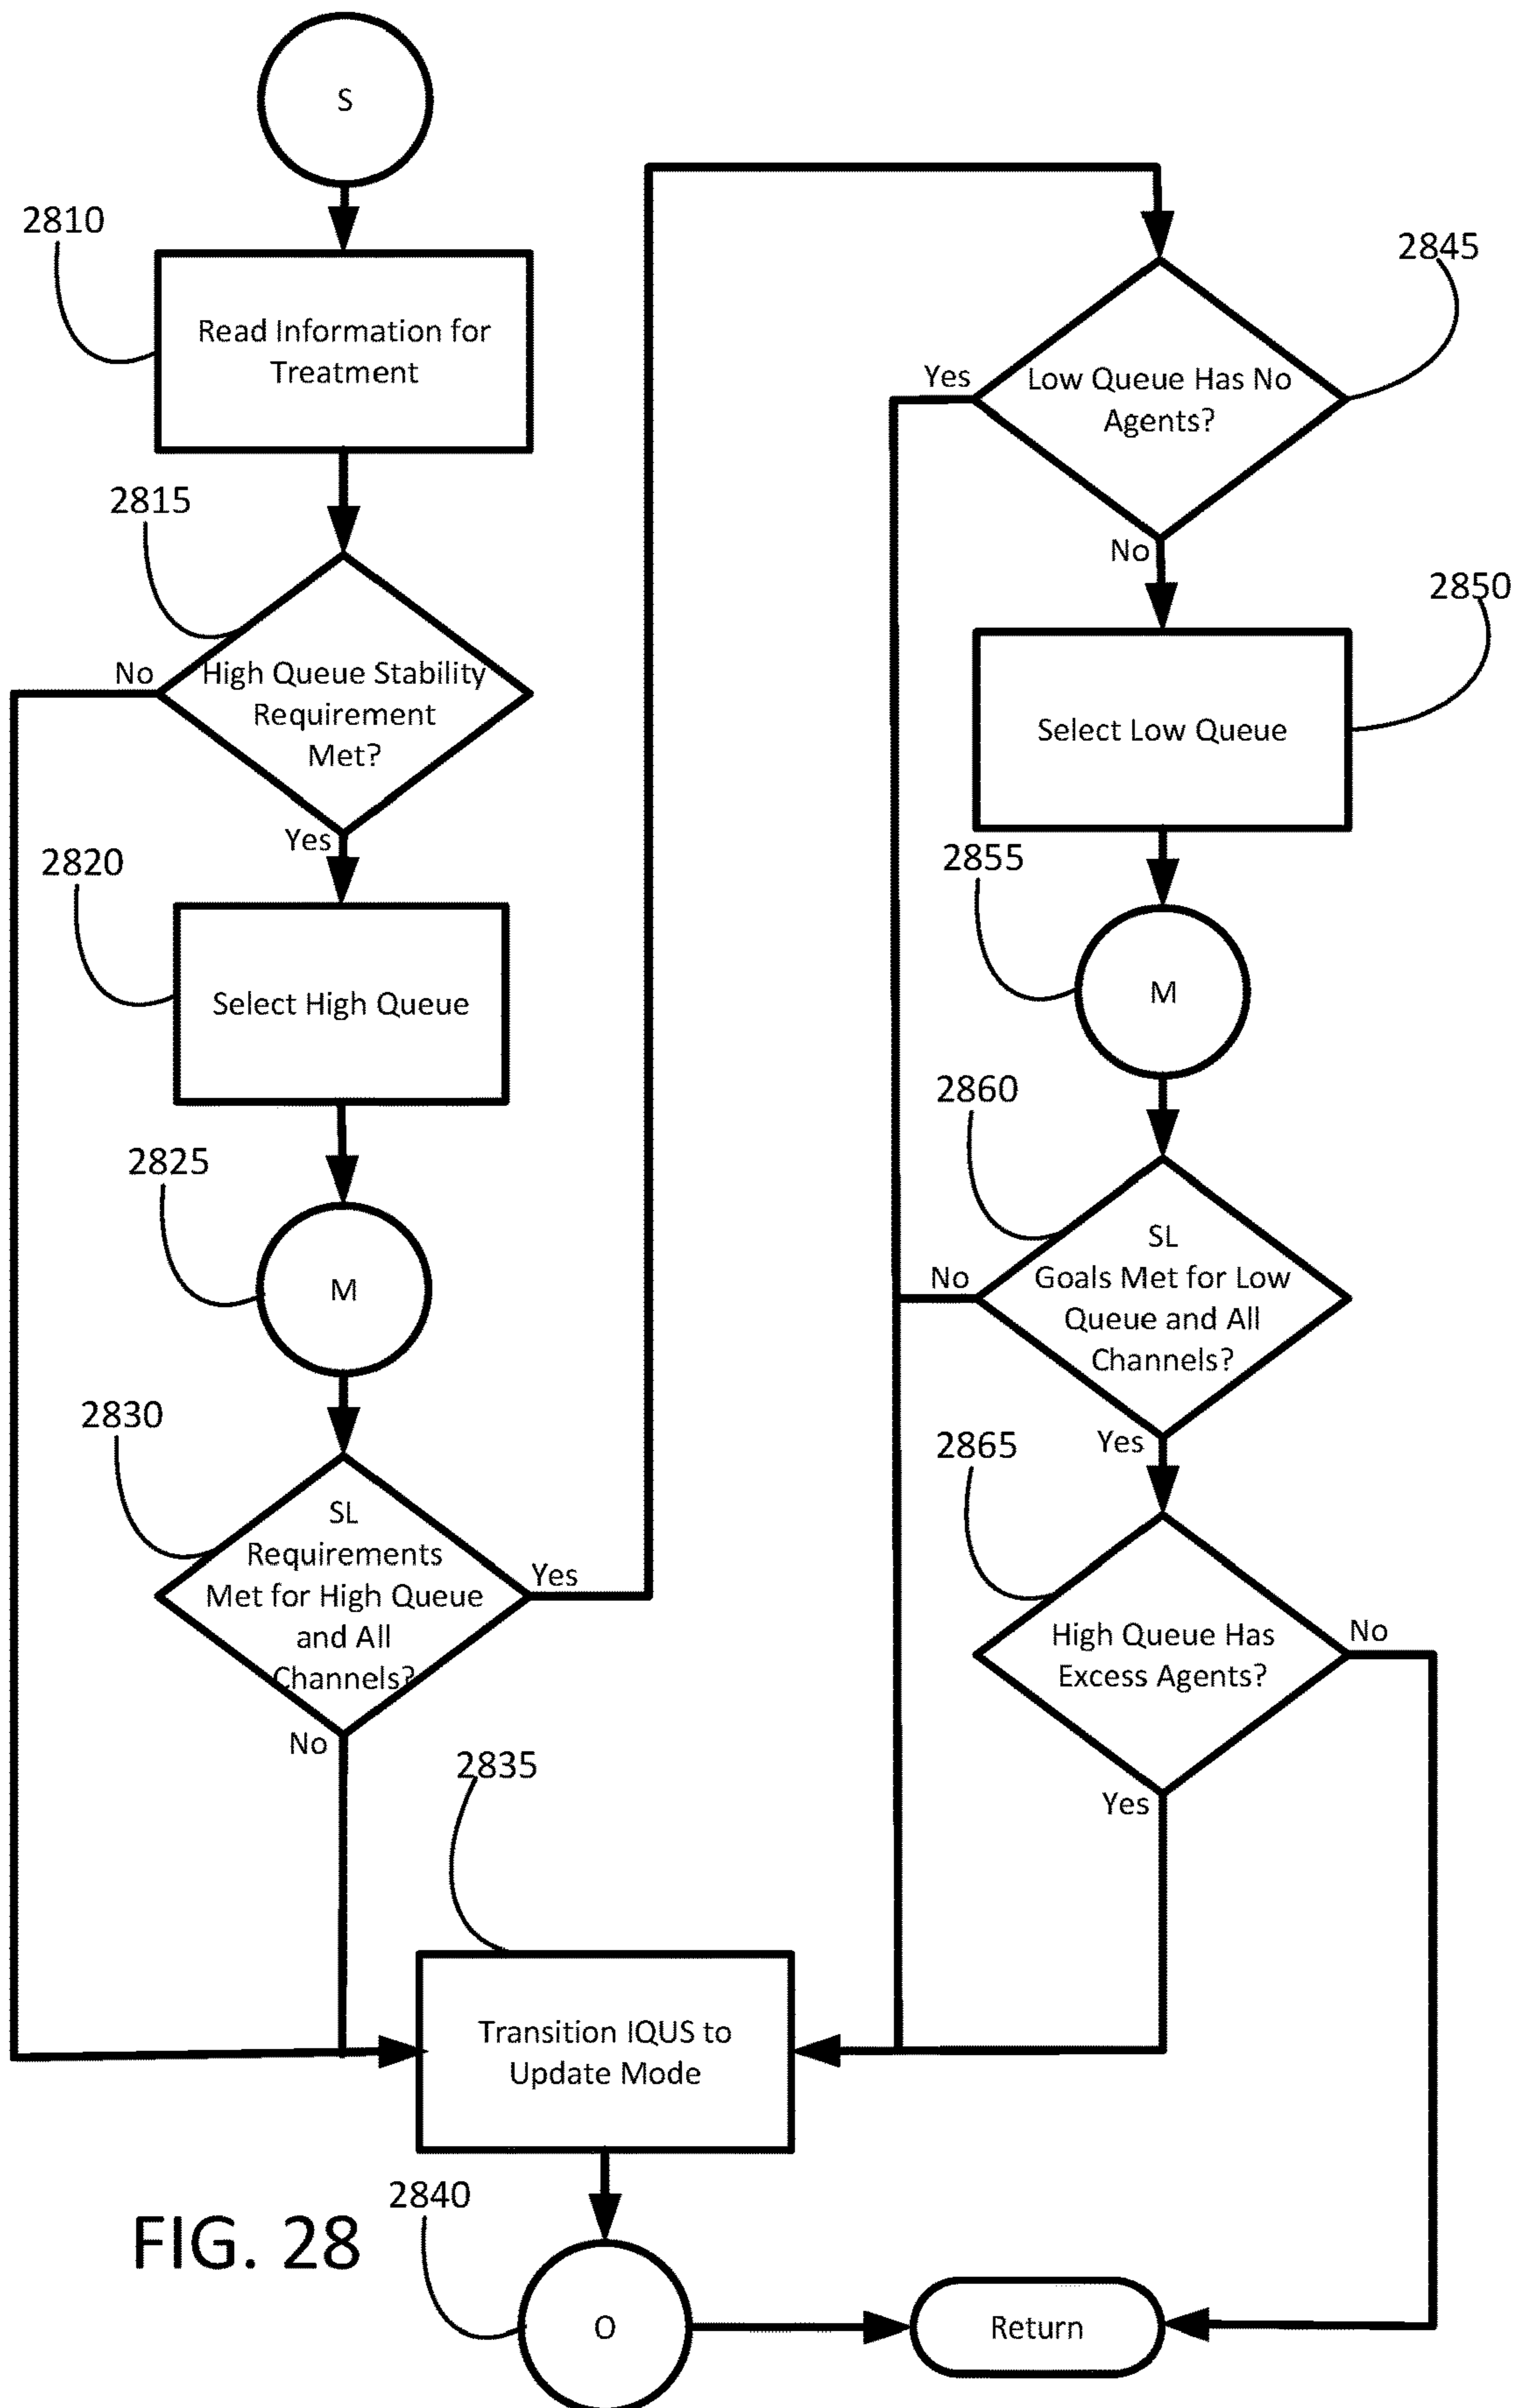 S
2810
Read Information for
Treatment
2815
No
High Queue Stability
Requirement
Met?
Yes
2820
Select High Queue
2825
M
2830
SL
Requirements
Met for High Queue
and All
Channels?
Yes
No
2845
Yes
Low Queue Has No
Agents?
No
2850
Select Low Queue
2855
M
2860
SL
Goals Met for Low
Queue and All
Channels?
No
Yes
2865
High Queue Has
Excess Agents?
No
Yes
2835
Transition IQUS to
Update Mode
2840
O
Return
FIG. 28